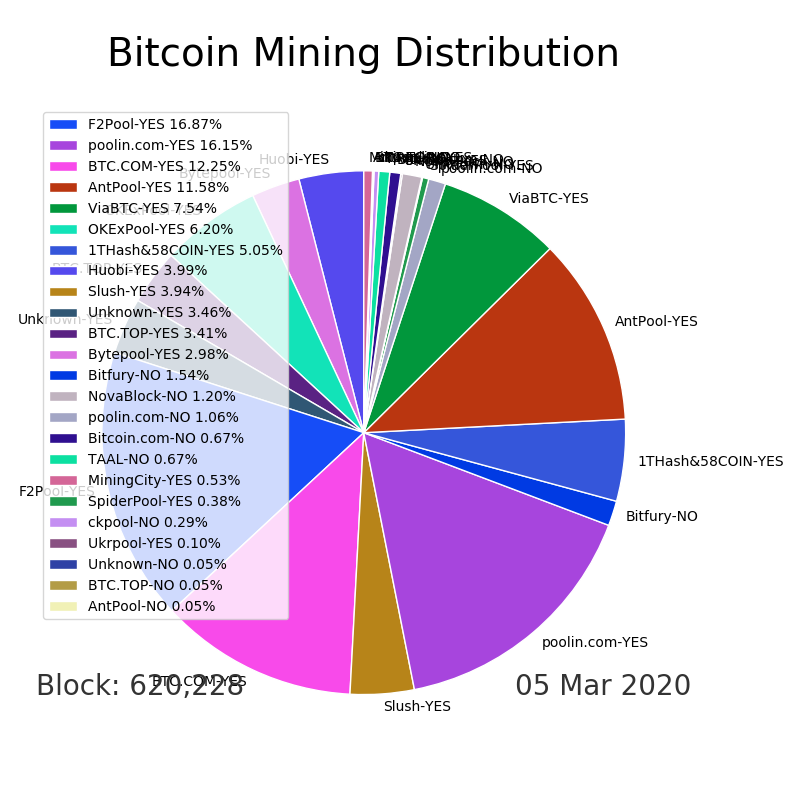 Bitcoin Mining Distribution
F2Pool-YES 16.87%
poolin.com-YES 16.15%
BTC.COM-YES 12.25%
AntPool-YES 11.58%
ViaBTC-YES 7.54%
OKExPool-YES 6.20%
1THash&58COIN-YES 5.05%
Huobi-YES 3.99%
Slush-YES 3.94%
Unknown-YES 3.46%
BTC.TOP-YES 3.41%
Bytepool-YES 2.98%
Bitfury-NO 1.54%
NovaBlock-NO 1.20%
poolin.com-NO 1.06%
Bitcoin.com-NO 0.67%
TAAL-NO 0.67%
MiningCity-YES 0.53%
SpiderPool-YES 0.38%
ckpool-NO 0.29%
Ukrpool-YES 0.10%
Unknown-NO 0.05%
BTC.TOP-NO 0.05%
AntPool-NO 0.05%
Huobi-YES
Bytepool-YES
Unknown-YES
F2Pool-YES
BTC.COM-YES
Slush-YES
poolin.com-YES
Bitfury-NO
1THash&58COIN-YES
AntPool-YES
ViaBTC-YES
poolin.com-NO
Block: 620,228
05 Mar 2020